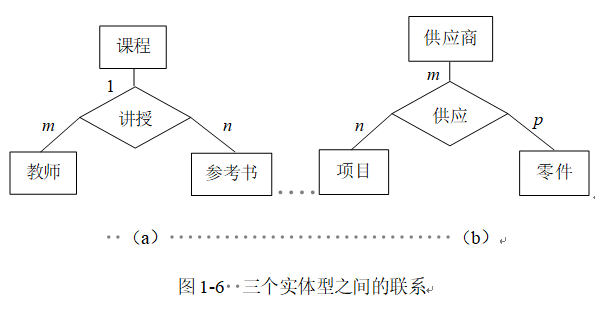 课程
供应商
1
m
讲授
供应
m
n
n
p
教师
参考书
项目
零件
（a）
（b）
图 1-6 三个实体型之间的联系